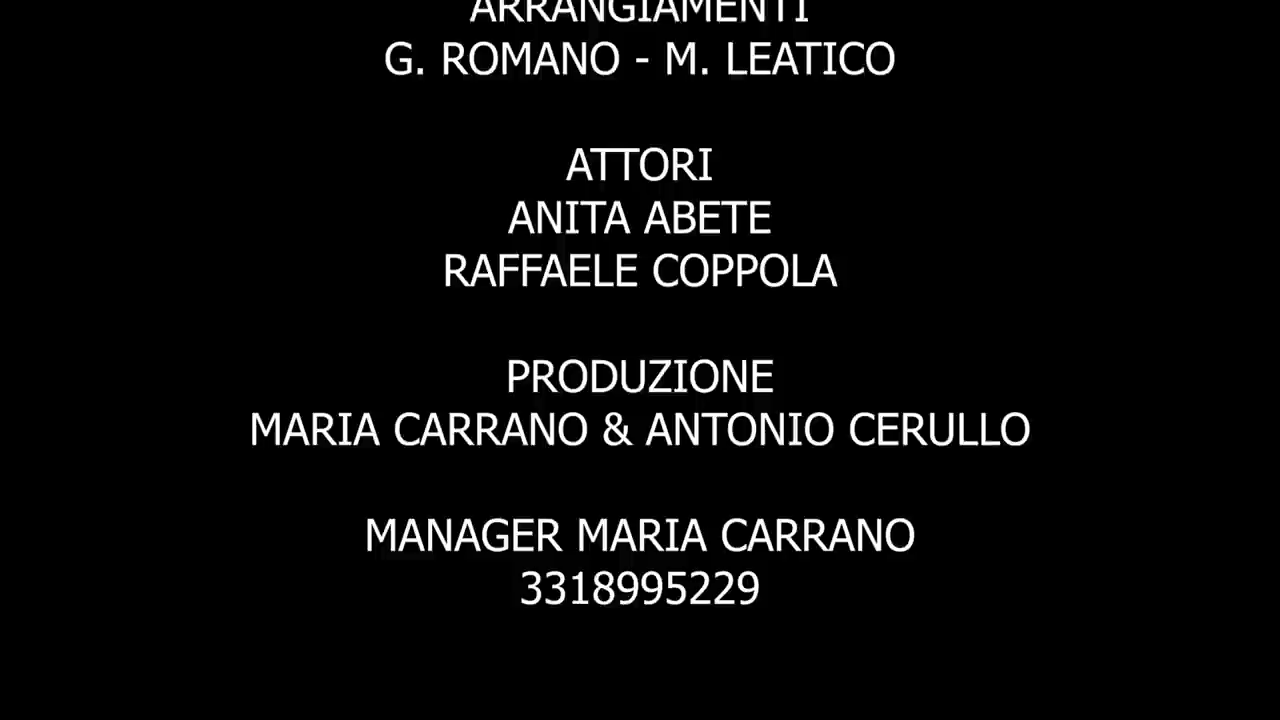 ARRANGIAMENTI
G. ROMANO - M. LEATICO
ATTORI
ANITA ABETE
RAFFAELE COPPOLA
PRODUZIONE
MARIA CARRANO & ANTONIO CERULLO
MANAGER MARIA CARRANO
3318995229